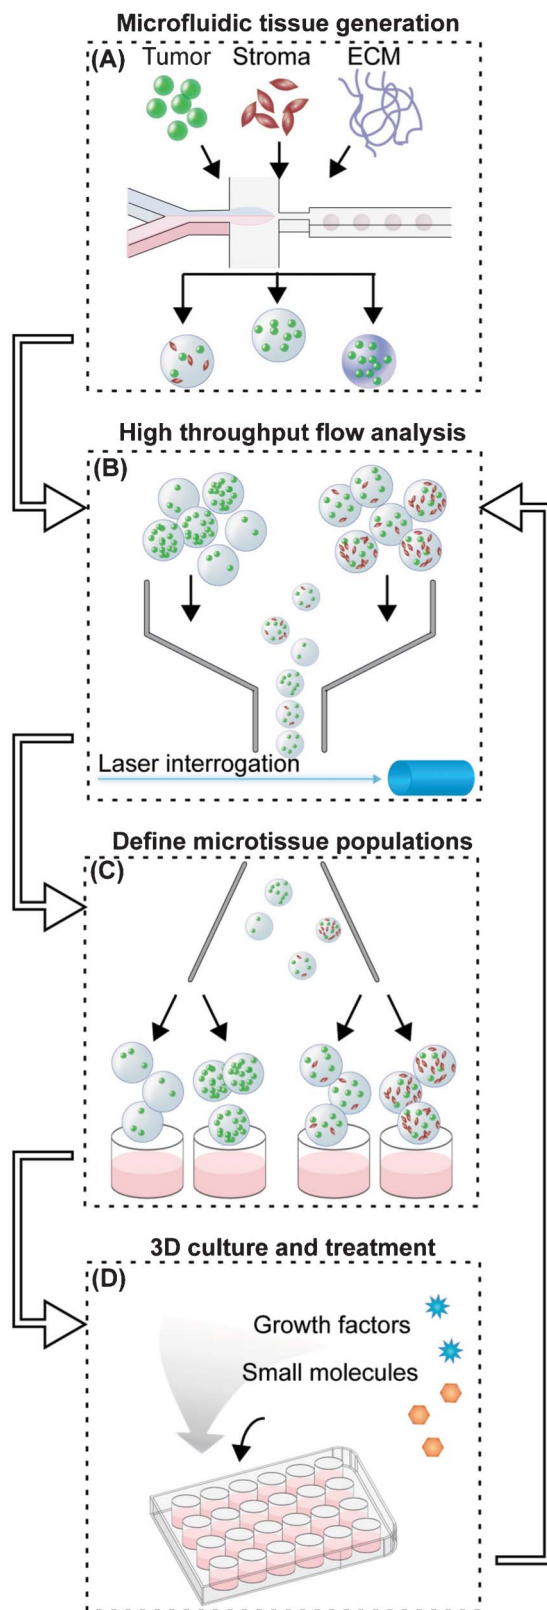 Microfluidic tissue generation
(A)
Tumor Stroma ECM
High throughput flow analysis
(B)
Laser interrogation
Define microtissue populations
(C)
3D culture and treatment
(D)
Growth factors
Small molecules